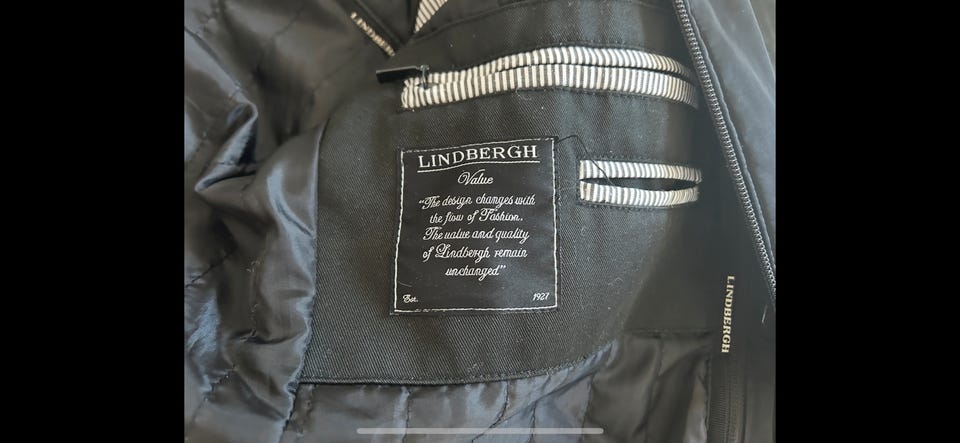 LINDBERG
LINDBERGH
Value
"The design changes with
the flow of Fashion.
The value and quality
of Lindbergh remain
unchanged"
Est. 1927
LINDBERGH